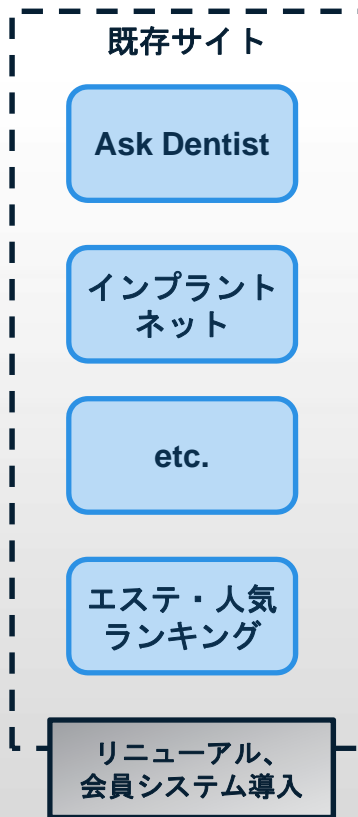 既存サイト
Ask Dentist
インプラント
ネット
etc.
エステ・人気
ランキング
リニューアル、
会員システム導入